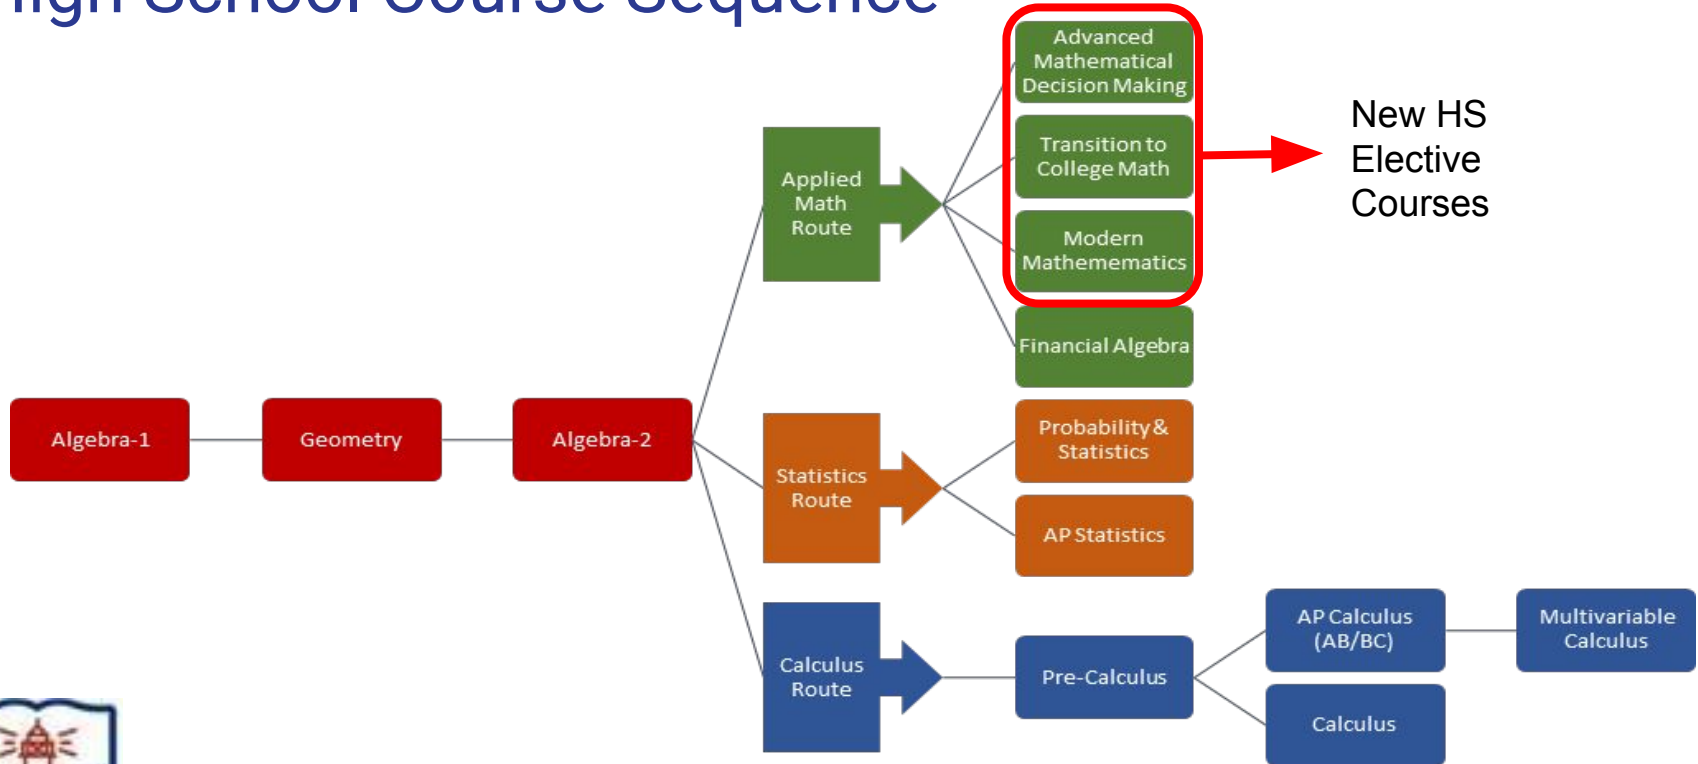 High School Course Sequence
Advanced
Mathematical
Decision Making
Transition to
College Math
Modern
Mathemematics
Financial Algebra
New HS
Elective
Courses
Applied
Math
Route
Algebra-1
Geometry
Algebra-2
Statistics
Route
Probability &
Statistics
AP Statistics
Calculus
Route
Pre-Calculus
AP Calculus
(AB/BC)
Multivariable
Calculus
Calculus